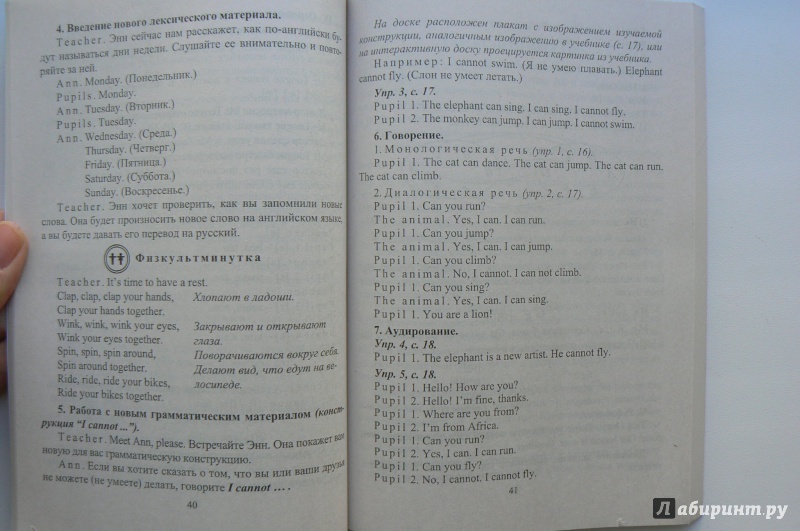 4. Введение нового лексического материала.
Teacher. Энн сейчас нам расскажет, как по-английски бу-
дут называться дни недели. Слушайте ее внимательно и повто-
ряйте за ней.
Ann. Monday. (Понедельник.)
Pupils. Monday.
Ann. Tuesday. (Вторник.)
Pupils. Tuesday.
Ann. Wednesday. (Среда.)
Thursday. (Четверг.)
Friday. (Пятница.)
Saturday. (Суббота.)
Sunday. (Воскресенье.)
Teacher. Энн хочет проверить, как вы запомнили новые
слова. Она будет произносить новое слово на английский языке,
а вы будете давать его перевод на русский.
Физкультминутка
Teacher. It's time to have a rest.
Clap, clap, clap your hands, Хлопают в ладоши.
Clap your hands together.
Wink, wink, wink your eyes, Закрывают и открывают
Wink your eyes together. глаза.
Spin, spin, spin around, Поворачиваются вокруг себя.
Spin around together. Делают вид, что едут на ве-
Ride, ride, ride your bikes, лосипеде.
Ride your bikes together.
5. Работа с новым грамматическим материалом (конст-
рукция "I cannot ...").
Teacher. Meet Ann, please. Встречайте Энн. Она покажет вам
новую для вас грамматическую конструкцию.
Ann. Если вы хотите сказать о том, что вы или ваши друзья
не можете (не умеете) делать, говорите I cannot ... .
40
На доске расположен плакат с изображением изучаемой
конструкции, аналогичным изображению в учебнике (с. 17), или
на интерактивную доску проецируется картинка из учебника.
Например: I cannot swim. (Я не умею плавать.) Elephant
cannot fly. (Слон не умеет летать.)
Упр. 3, с. 17.
Pupil 1. The elephant can sing. I can sing. I cannot fly.
Pupil 2. The monkey can jump. I can jump. I cannot swim.
6. Говорение.
1. Монологическая речь (упр. 1, с. 16).
Pupil 1. The cat can dance. The cat can jump. The cat can run.
The cat can climb.
2. Диалогическая речь (упр. 2, с. 17).
Pupil 1. Can you run?
The animal. Yes, I can. I can run.
Pupil 1. Can you jump?
The animal. Yes, I can. I can jump.
Pupil 1. Can you climb?
The animal. No, I cannot. I can not climb.
Pupil 1. Can you sing?
The animal. Yes, I can. I can sing.
Pupil 1. You are a lion!
7. Аудирование.
Упр. 4, с. 18.
Pupil 1. The elephant is a new artist. He cannot fly.
Упр. 5, с. 18.
Pupil 1. Hello! How are you?
Pupil 2. Hello! I'm fine, thanks.
Pupil 1. Where are you from?
Pupil 2. I'm from Africa.
Pupil 1. Can you run?
Pupil 2. Yes, I can. I can run.
Pupil 1. Can you fly?
Pupil 2. No, I cannot. I cannot fly.
41
Лабиринт.ру